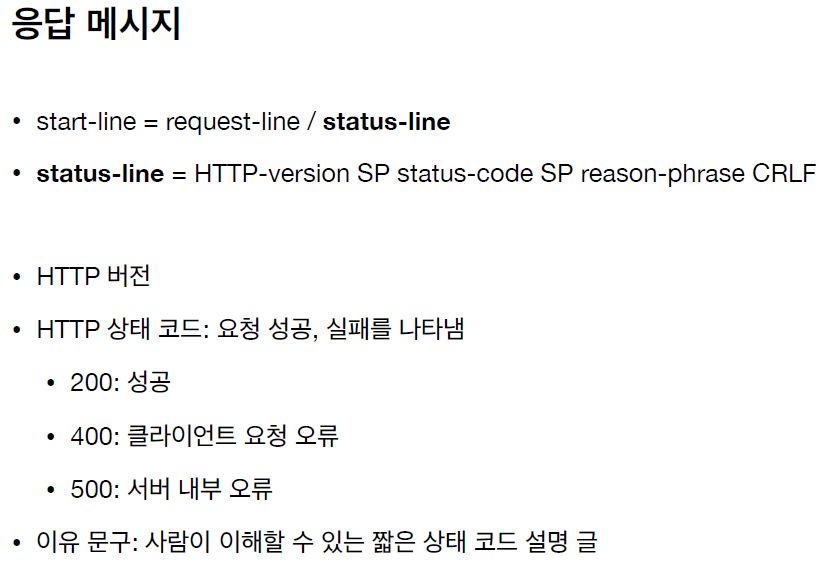 응답 메시지
• start-line = request-line / status-line
• status-line = HTTP-version SP status-code SP reason-phrase CRLF
• HTTP 버전
• HTTP 상태 코드: 요청 성공, 실패를 나타냄
• 200: 성공
• 400: 클라이언트 요청 오류
• 500: 서버 내부 오류
• 이유 문구: 사람이 이해할 수 있는 짧은 상태 코드 설명 글